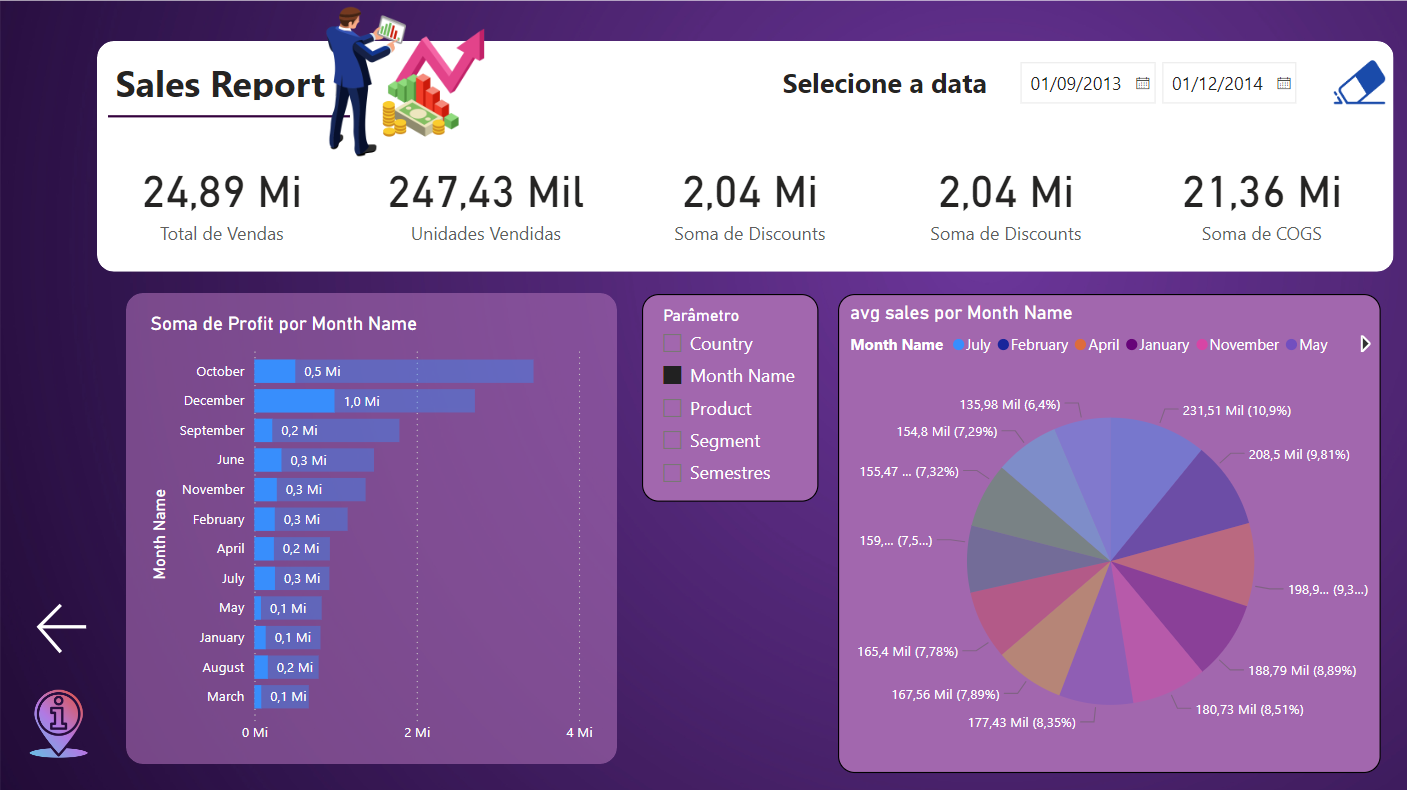 Sales Report
Selecione a data
01/09/2013
01/12/2014
24,89 Mi
247,43 Mil
2,04 Mi
2,04 Mi
21,36 Mi
Total de Vendas
Unidades Vendidas
Soma de Discounts
Soma de Discounts
Soma de COGS
Soma de Profit por Month Name
Month Name
October 0,5 Mi
December 1,0 Mi
September 0,2 Mi
June 0,3 Mi
November 0,3 Mi
February 0,3 Mi
April 0,2 Mi
July 0,3 Mi
May 0,1 Mi
January 0,1 Mi
August 0,2 Mi
March 0,1 Mi
0 Mi 2 Mi 4 Mi
Parâmetro
Country
Month Name
Product
Segment
Semestres
avg sales por Month Name
Month Name July February April January November May
231,51 Mil (10,9%)
208,5 Mil (9,81%)
198,9... (9,3...)
188,79 Mil (8,89%)
180,73 Mil (8,51%)
177,43 Mil (8,35%)
167,56 Mil (7,89%)
165,4 Mil (7,78%)
159,... (7,5...)
155,47 ... (7,32%)
154,8 Mil (7,29%)
135,98 Mil (6,4%)
i